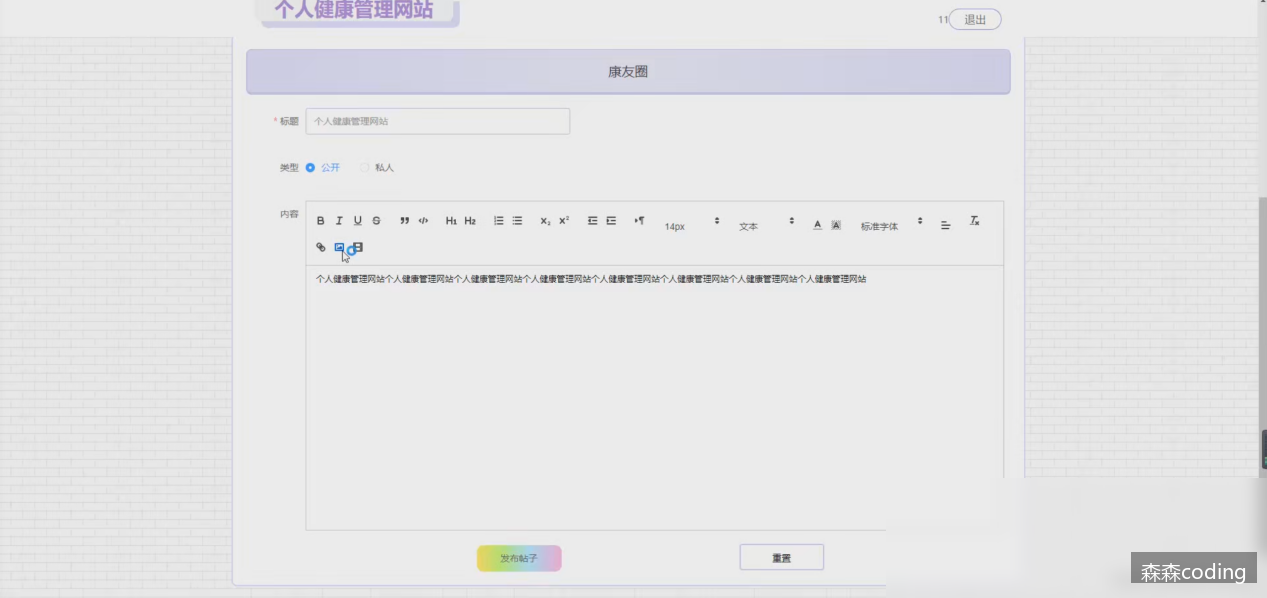 个人健康管理网站
11 退出
康友圈
* 标题 个人健康管理网站
类型 公开 私人
内容 B I U S ” </> H1 H2 x₂ x² 14px 文本 A A 标准字体 Tx
个人健康管理网站个人健康管理网站个人健康管理网站个人健康管理网站个人健康管理网站个人健康管理网站个人健康管理网站个人健康管理网站
发布帖子 重置
森森coding